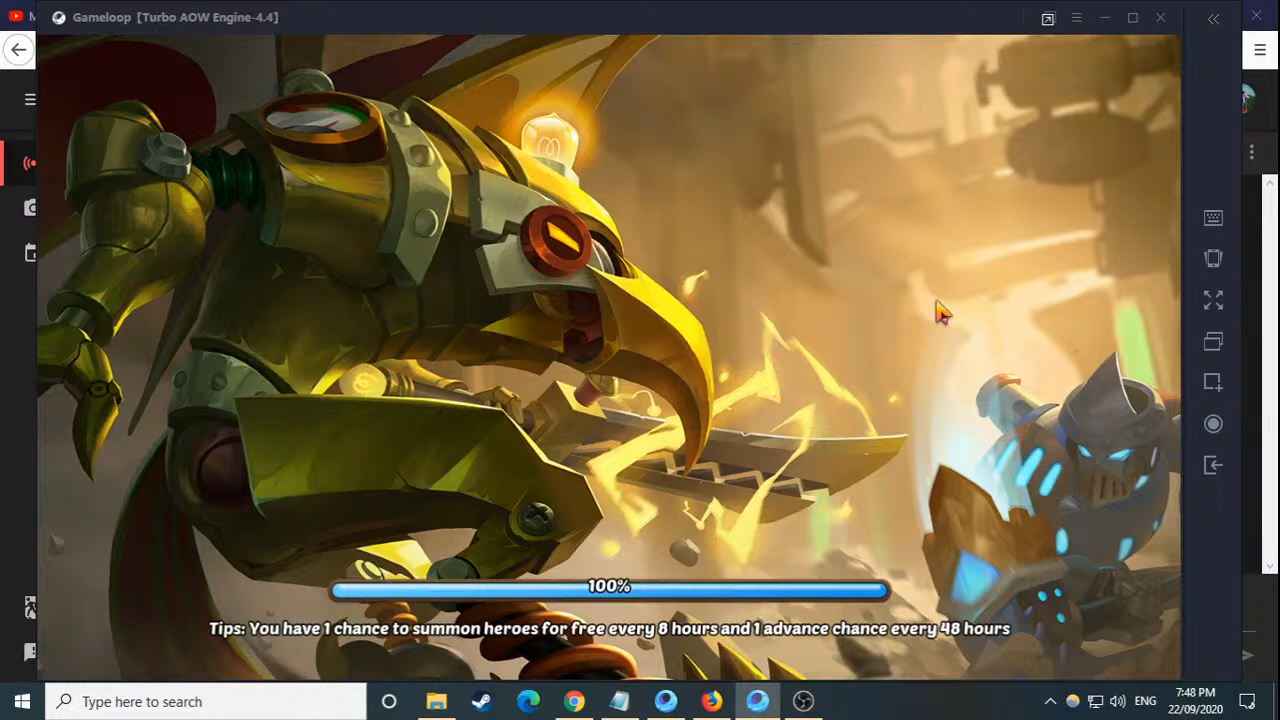 Gameloop [Turbo AOW Engine-4.4]
100%
Tips: You have 1 chance to summon heroes for free every 8 hours and 1 advance chance every 48 hours
Type here to search
ENG
7:48 PM
22/09/2020